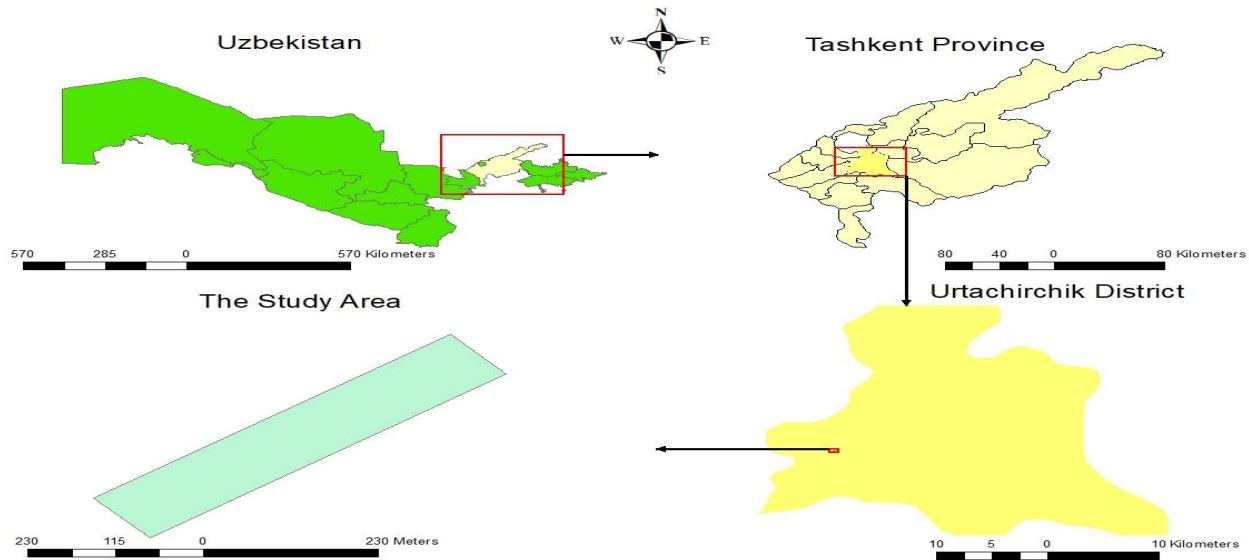 Uzbekistan
N
W E
S
Tashkent Province
570 285 0 570 Kilometers
80 40 0 80 Kilometers
The Study Area
Urtachirchik District
230 115 0 230 Meters
10 5 0 10 Kilometers